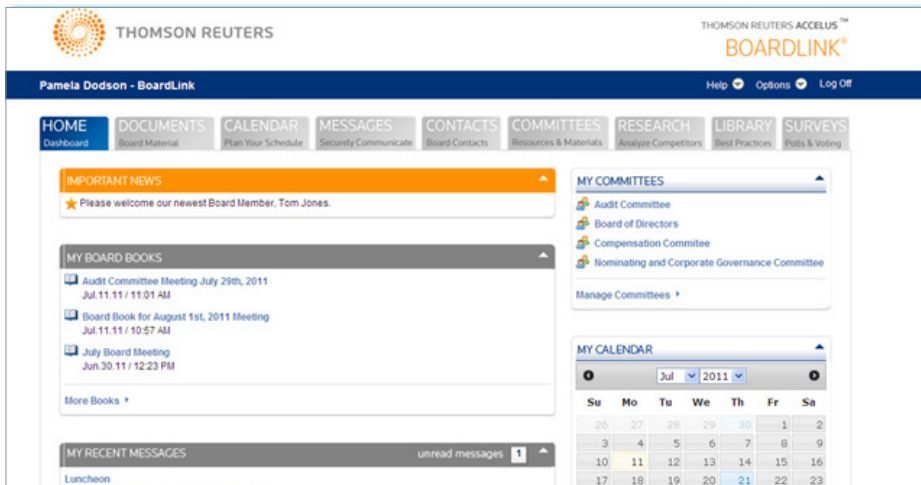 THOMSON REUTERS
THOMSON REUTERS ACCELUS™
BOARDLINK®
Pamela Dodson - BoardLink
Help Options Log Off
HOME DOCUMENTS CALENDAR MESSAGES CONTACTS COMMITTEES RESEARCH LIBRARY SURVEYS
Dashboard Board Material Plan Your Schedule Securely Communicate Board Contacts Resources & Materials Analyze Competitors Best Practices Polls & Voting
IMPORTANT NEWS
Please welcome our newest Board Member, Tom Jones.
MY BOARD BOOKS
Audit Committee Meeting July 29th, 2011
Jul.11.11 / 11:01 AM
Board Book for August 1st, 2011 Meeting
Jul.11.11 / 10:57 AM
July Board Meeting
Jun.30.11 / 12:23 PM
More Books
MY RECENT MESSAGES unread messages 1
Luncheon
MY COMMITTEES
Audit Committee
Board of Directors
Compensation Commitee
Nominating and Corporate Governance Committee
Manage Committees
MY CALENDAR
Jul 2011
Su Mo Tu We Th Fr Sa
26 27 28 29 30 1 2
3 4 5 6 7 8 9
10 11 12 13 14 15 16
17 18 19 20 21 22 23